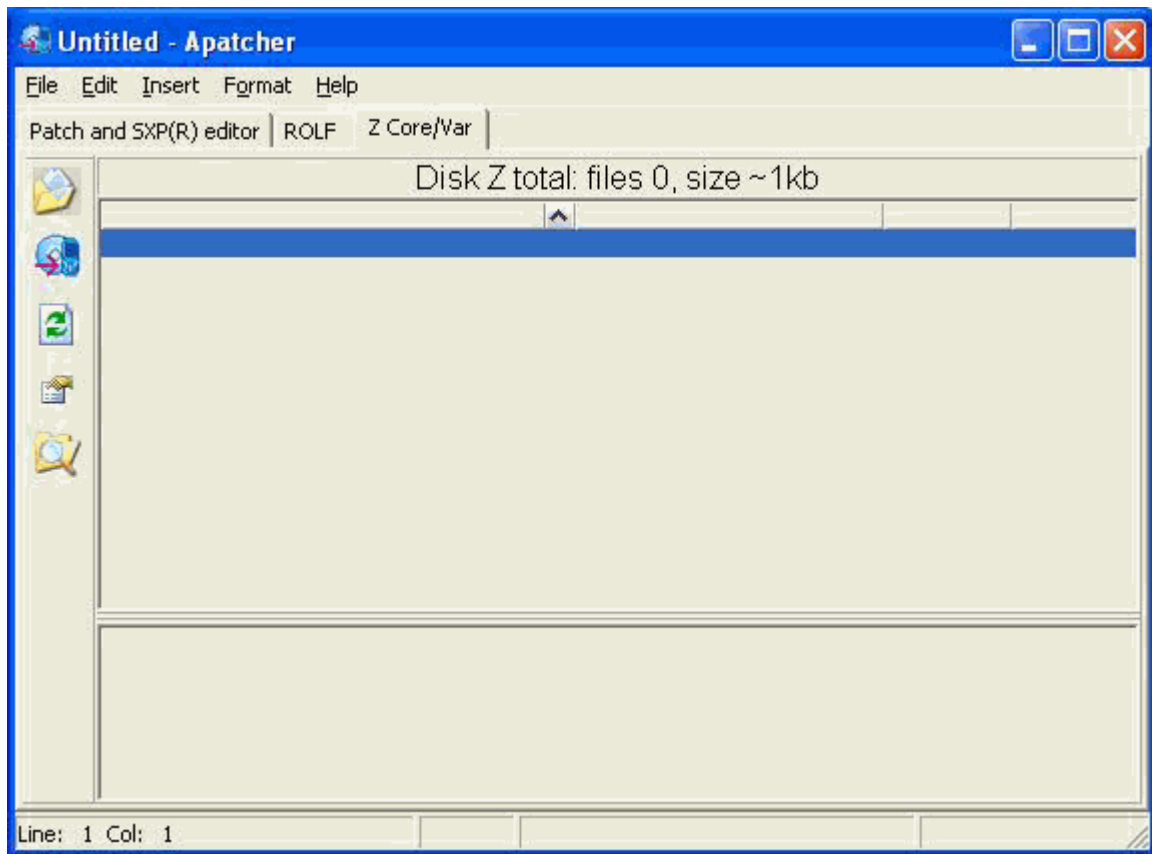 Untitled - Apatcher
File Edit Insert Format Help
Patch and SXP(R) editor ROLF Z Core/Var
Disk Z total: files 0, size ~1kb
Line: 1 Col: 1